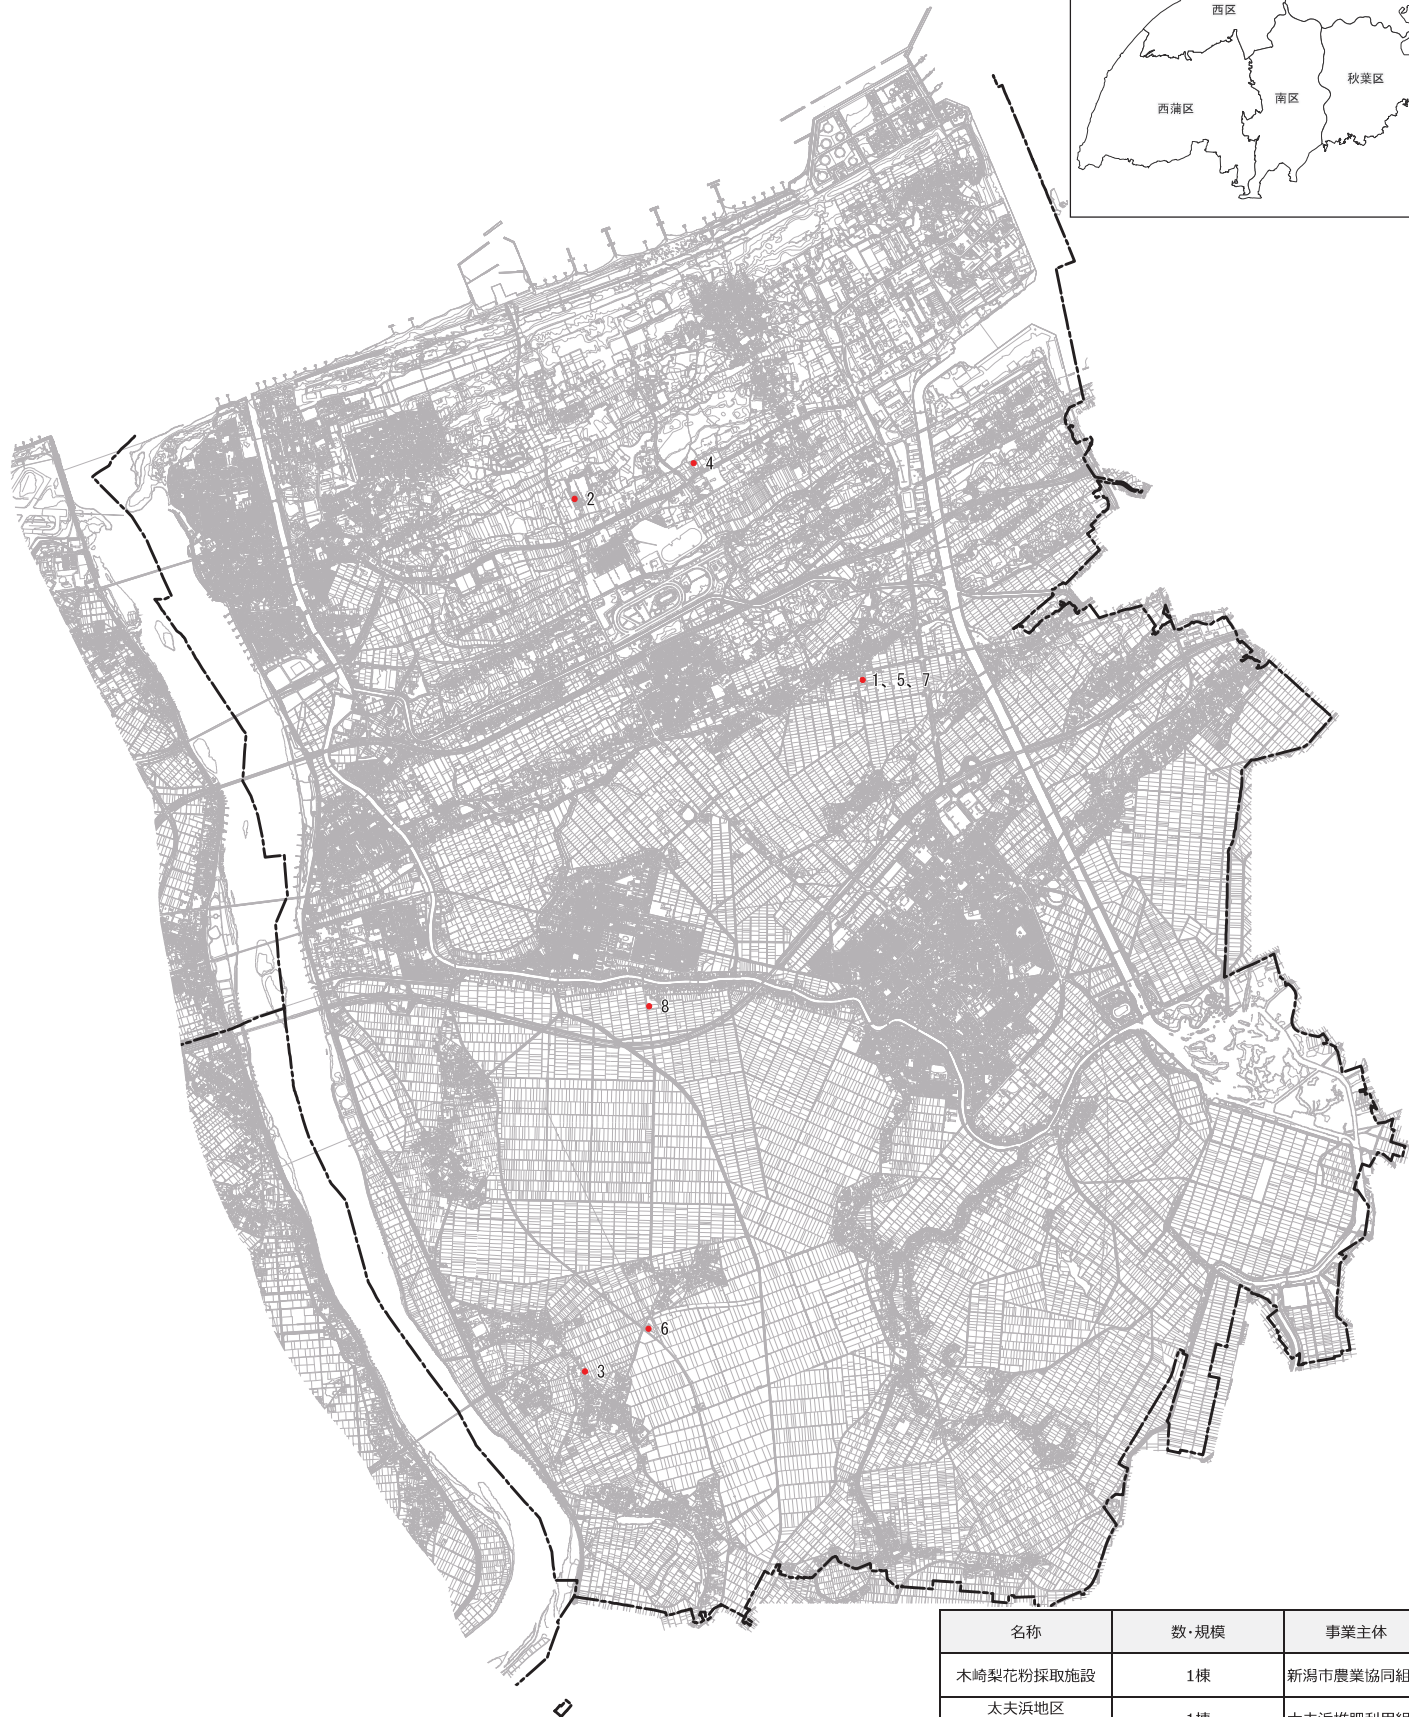 西区
秋葉区
南区
西蒲区
4
2
1、5、7
8
6
3
名称 数・規模 事業主体
木崎梨花粉採取施設 1棟 新潟市農業協同組
太夫浜地区